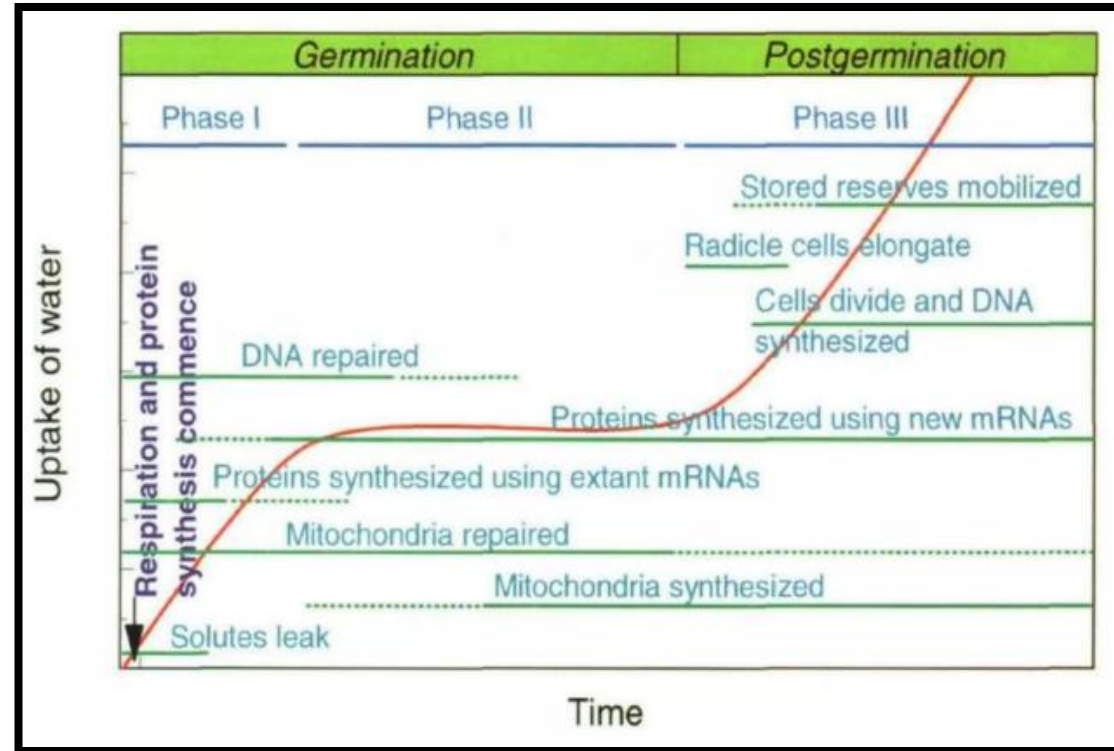 Germination
Postgermination
Phase I
Phase II
Phase III
Stored reserves mobilized
Radicle cells elongate
Cells divide and DNA
synthesized
DNA repaired
Proteins synthesized using new mRNAs
Proteins synthesized using extant mRNAs
Mitochondria repaired
Mitochondria synthesized
Solutes leak
Respiration and protein
synthesis commence
Uptake of water
Time